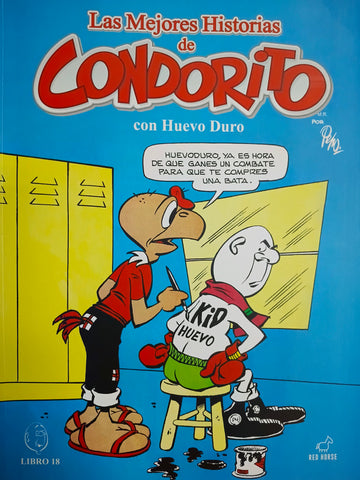 Las Mejores Historias
de
CONDORITO
M.R.
POR
Pepo
con Huevo Duro
HUEVODURO, YA ES HORA
DE QUE GANES UN COMBATE
PARA QUE TE COMPRES
UNA BATA.
KID
HUEVO
LIBRO 18
RED HORSE